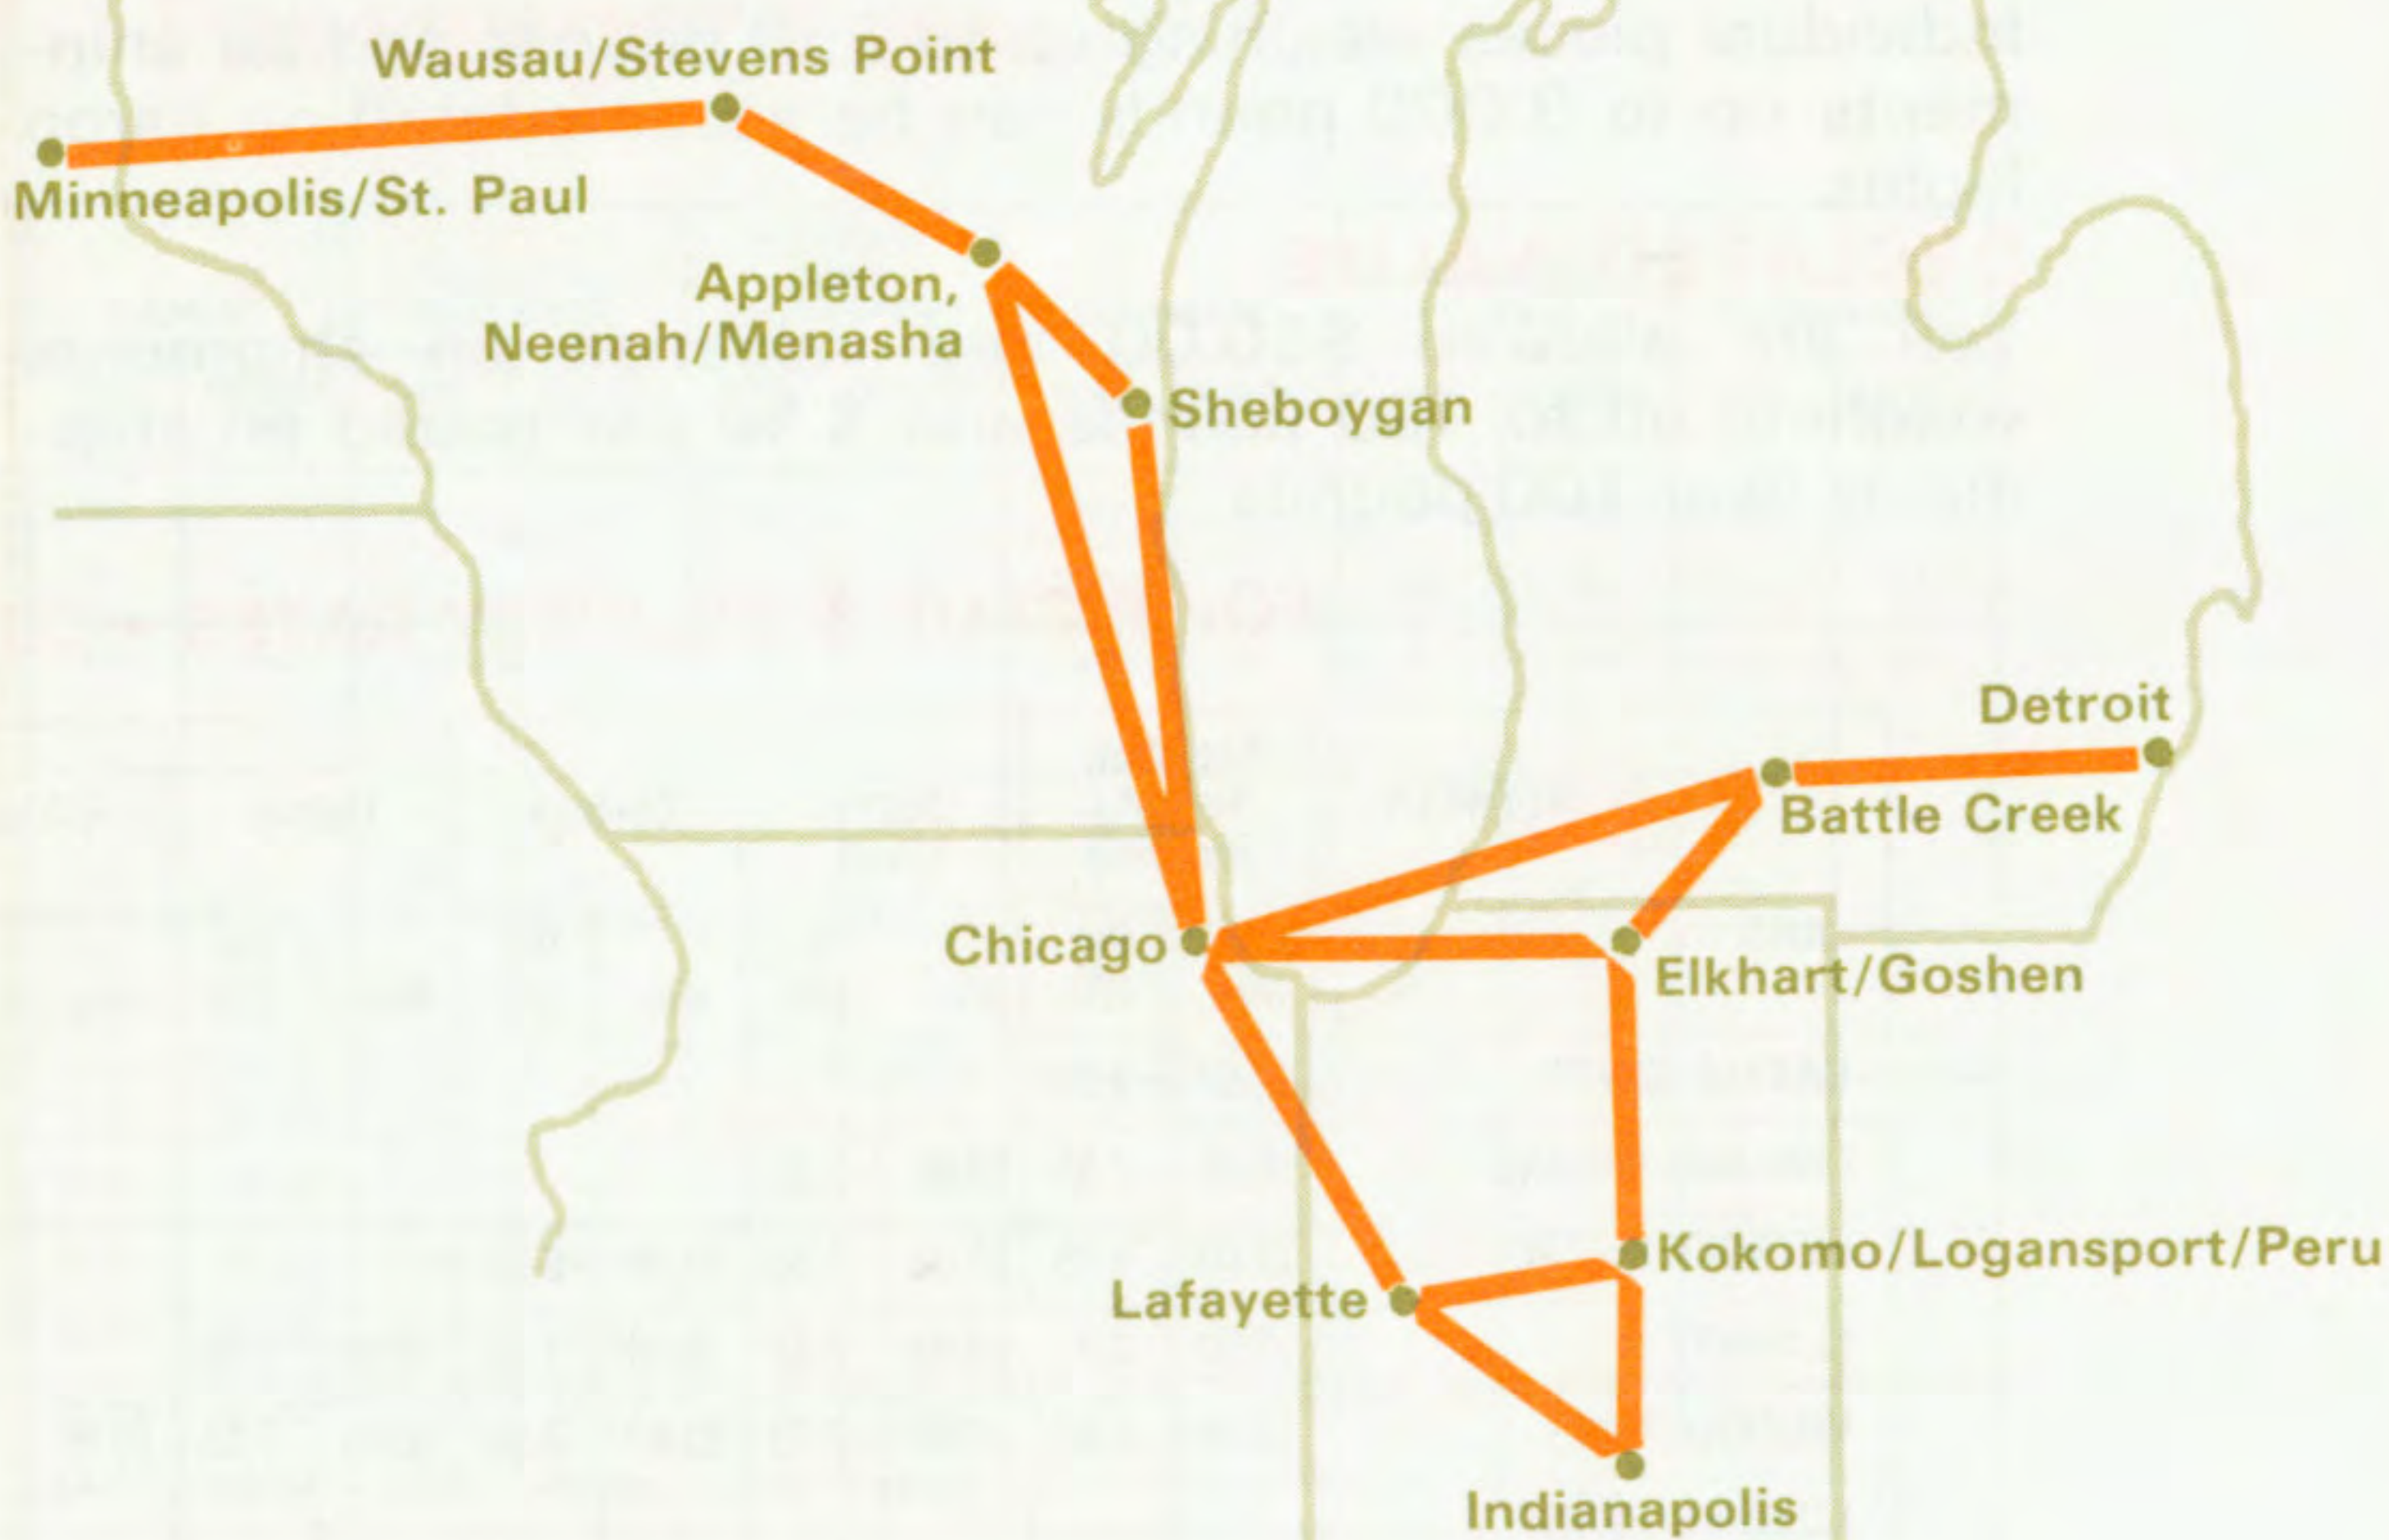 Wausau/Stevens Point
Minneapolis/St. Paul
Appleton,
Neenah/Menasha
Sheboygan
Detroit
Battle Creek
Chicago
Elkhart/Goshen
Kokomo/Logansport/Peru
Lafayette
Indianapolis